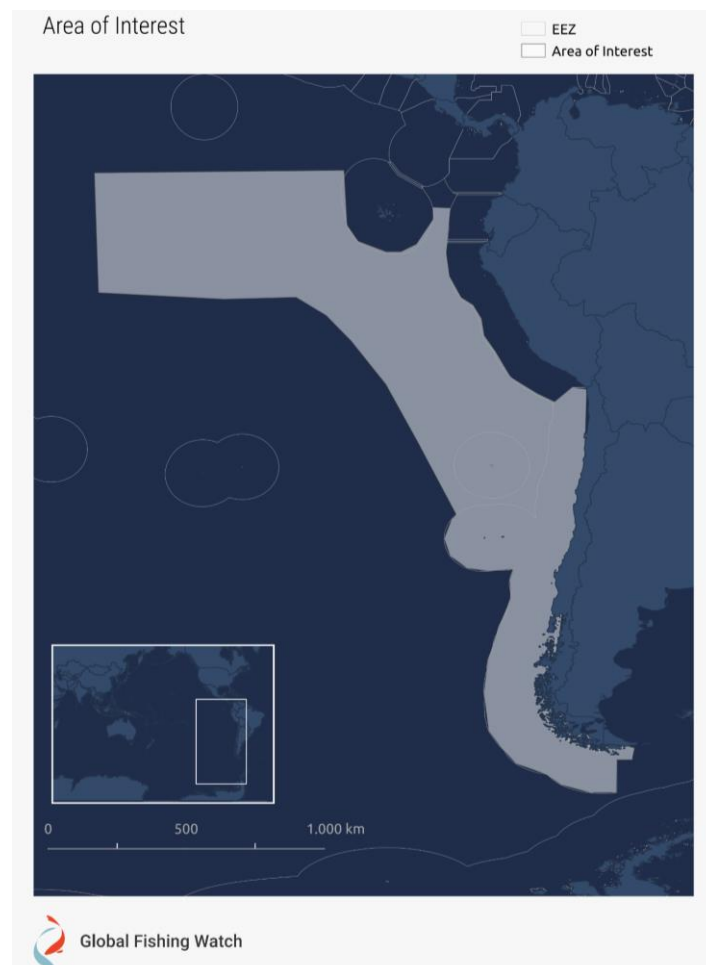 Area of Interest
EEZ
Area of Interest
0 500 1.000 km
Global Fishing Watch